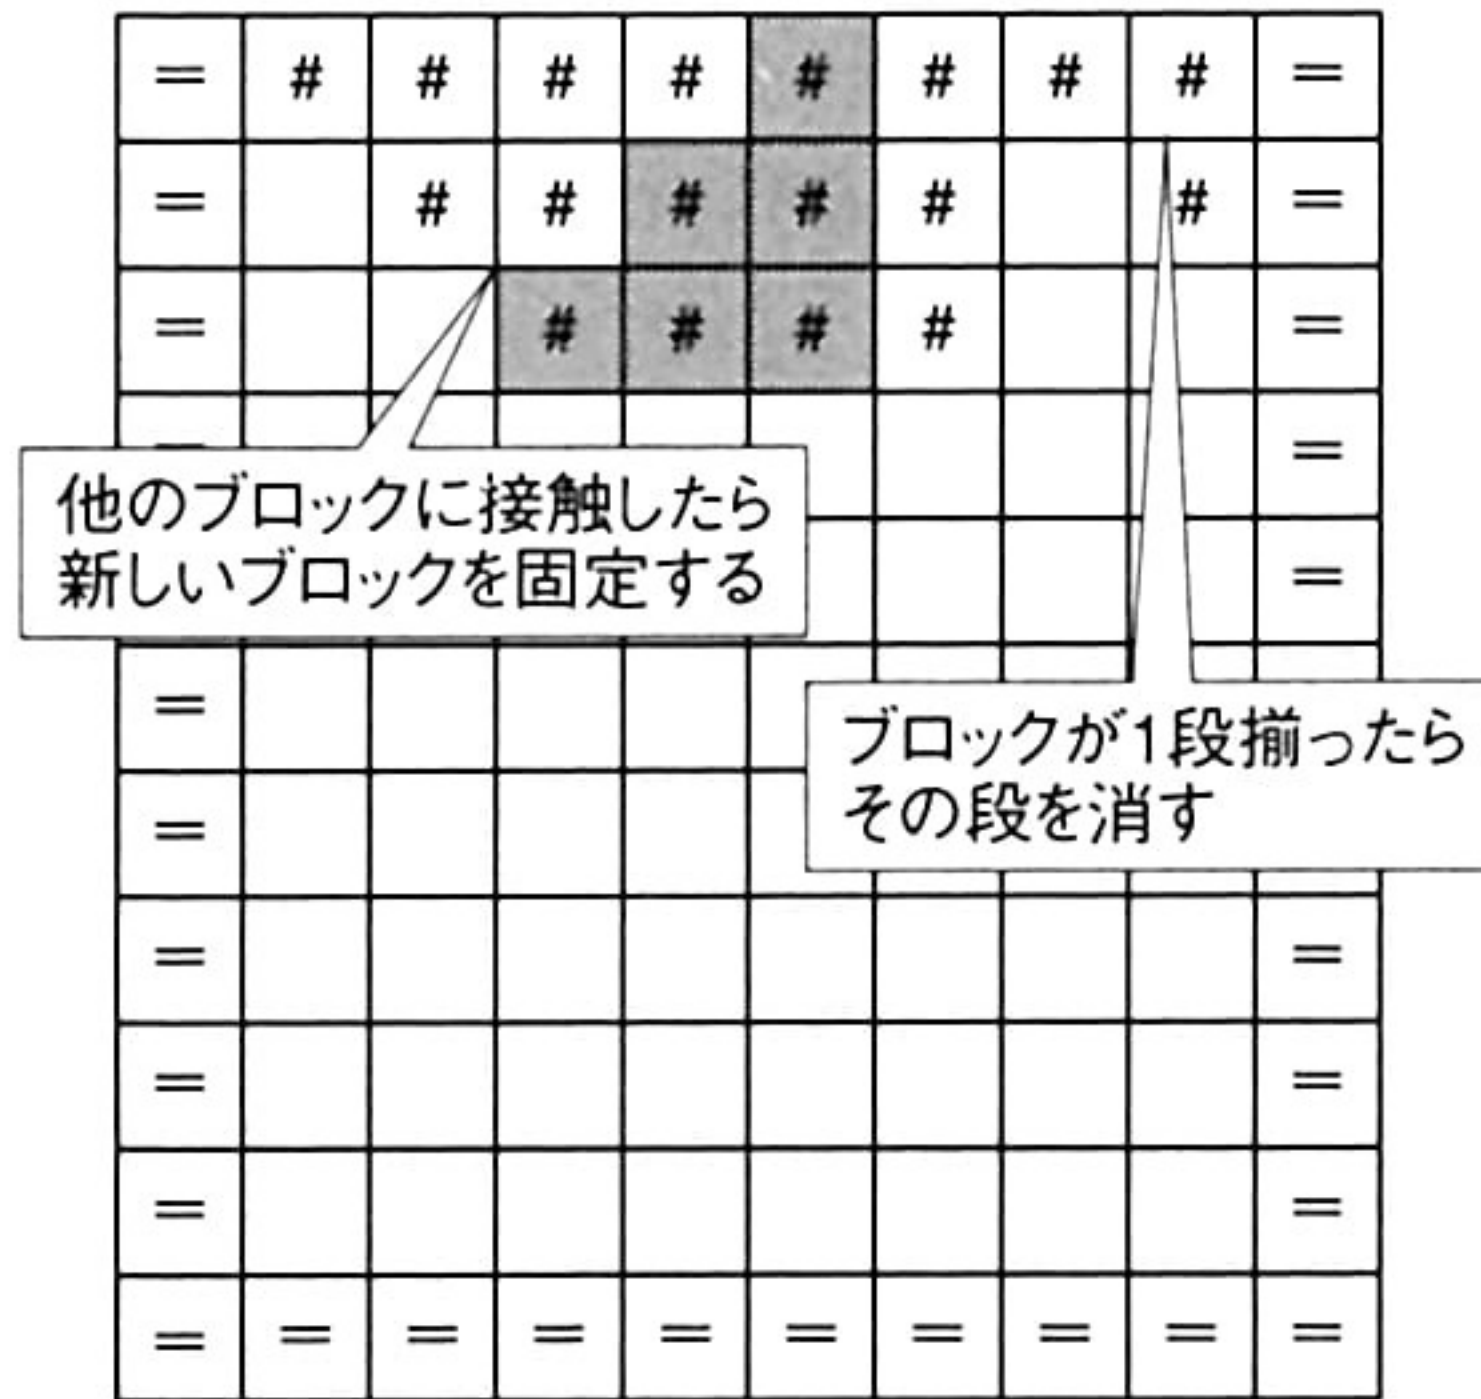 = # # # # # # # # =
= # # # # # # =
= # # # # =
=
他のブロックに接触したら
新しいブロックを固定する
=
=
ブロックが1段揃ったら
その段を消す
=
= =
= =
= =
= = = = = = = = = =